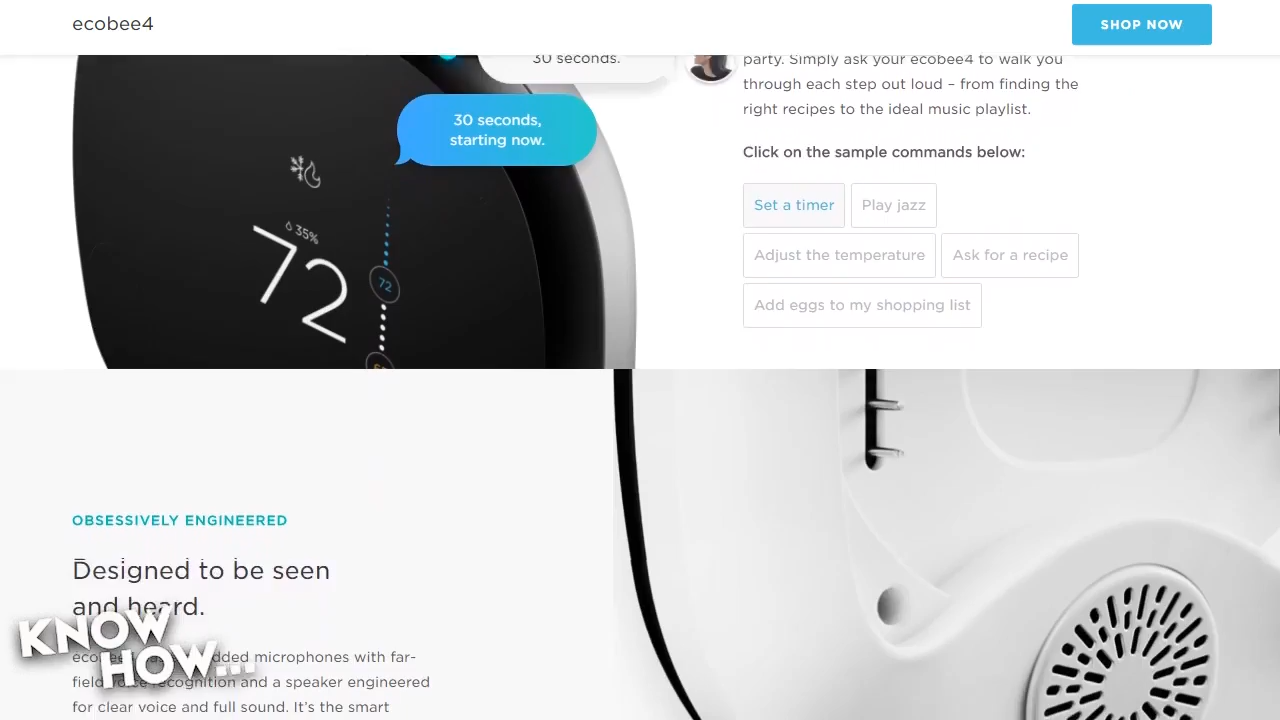 ecobee4
SHOP NOW
30 seconds.
30 seconds,
starting now.
party. Simply ask your ecobee4 to walk you
through each step out loud – from finding the
right recipes to the ideal music playlist.
Click on the sample commands below:
Set a timer
Play jazz
Adjust the temperature
Ask for a recipe
Add eggs to my shopping list
35%
72
72
OBSESSIVELY ENGINEERED
Designed to be seen
and heard.
KNOW
HOW...
microphones with far-
field voice recognition and a speaker engineered
for clear voice and full sound. It's the smart